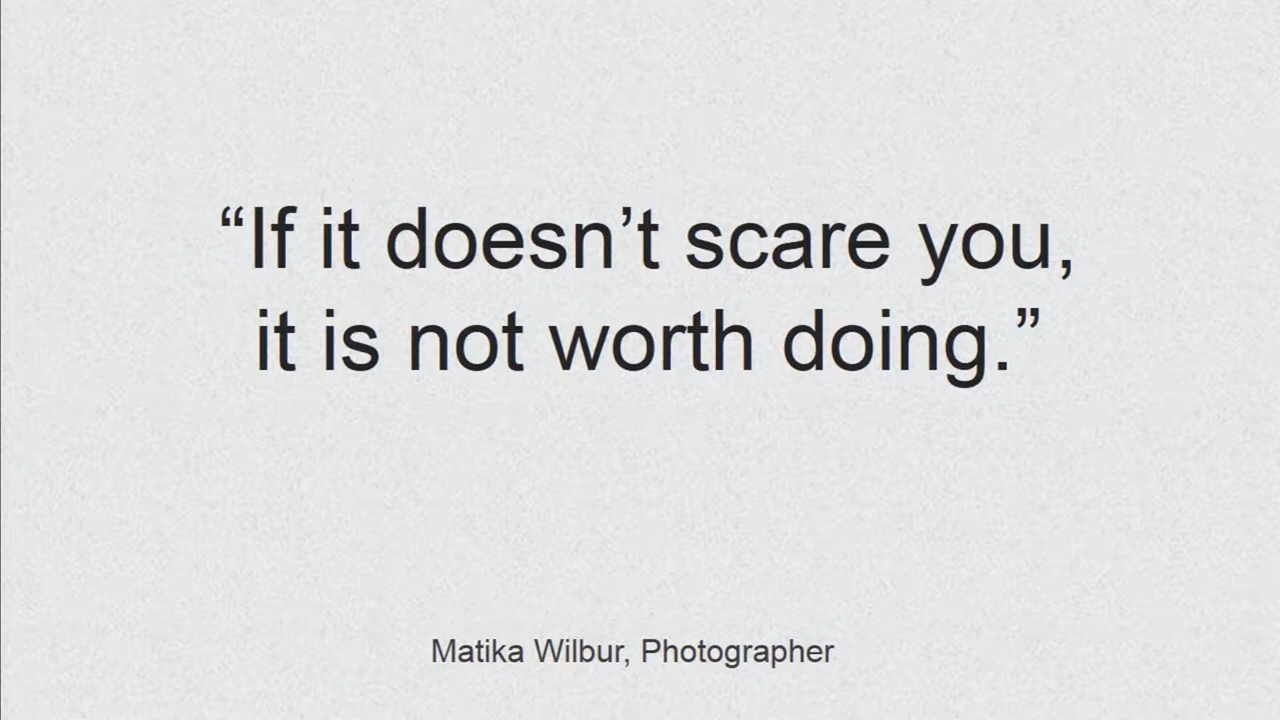 “If it doesn’t scare you,
it is not worth doing.”
Matika Wilbur, Photographer